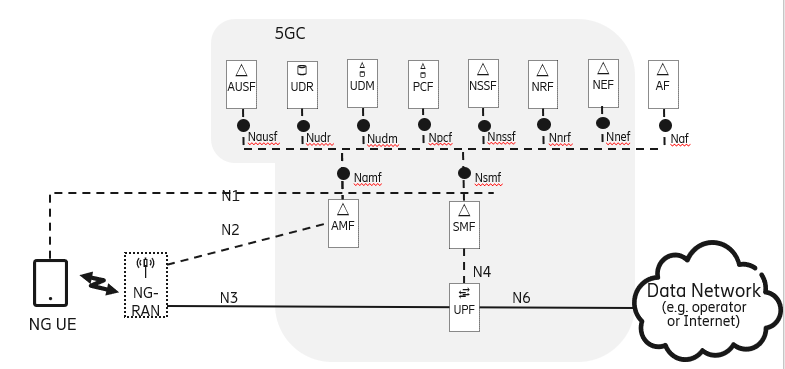 5GC
AUSF
UDR
UDM
PCF
NSSF
NRF
NEF
AF
Nausf
Nudr
Nudm
Npcf
Nnssf
Nnrf
Nnef
Naf
Namf
Nsmf
N1
AMF
SMF
N2
N4
NG-
RAN
N3
UPF
N6
Data Network
(e.g. operator
or Internet)
NG UE